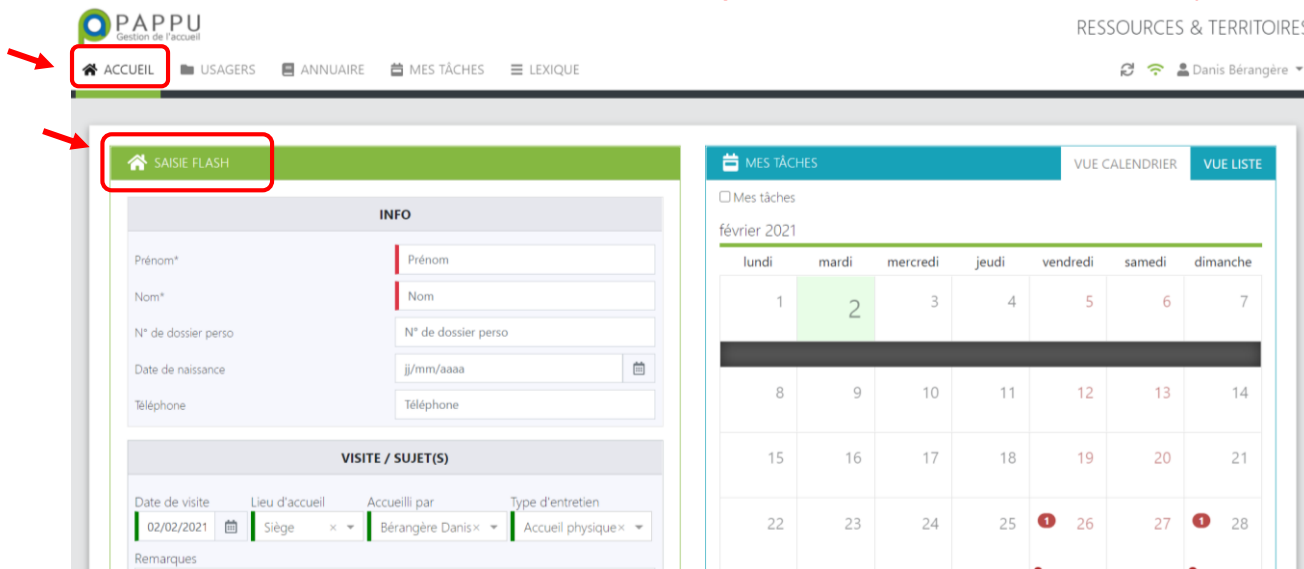 PAPPU
Gestion de l'accueil
RESSOURCES & TERRITOIRES
ACCUEIL USAGERS ANNUAIRE MES TÂCHES LEXIQUE
Danis Bérangère
SAISIE FLASH
INFO
Prénom* Prénom
Nom* Nom
N° de dossier perso N° de dossier perso
Date de naissance jj/mm/aaaa
Téléphone Téléphone
VISITE / SUJET(S)
Date de visite Lieu d'accueil Accueilli par Type d'entretien
02/02/2021 Siège × Bérangère Danis× Accueil physique×
Remarques
MES TÂCHES VUE CALENDRIER VUE LISTE
Mes tâches
février 2021
lundi mardi mercredi jeudi vendredi samedi dimanche
1 2 3 4 5 6 7
8 9 10 11 12 13 14
15 16 17 18 19 20 21
22 23 24 25 1 26 27 1 28